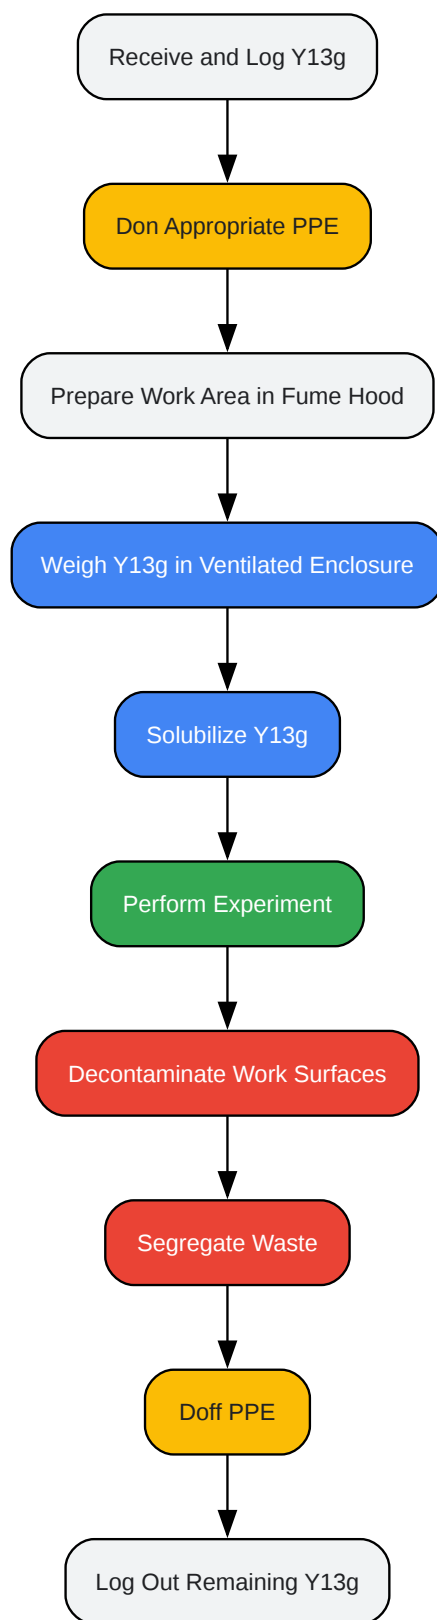 Receive and Log Y13g
Don Appropriate PPE
Prepare Work Area in Fume Hood
Weigh Y13g in Ventilated Enclosure
Solubilize Y13g
Perform Experiment
Decontaminate Work Surfaces
Segregate Waste
Doff PPE
Log Out Remaining Y13g